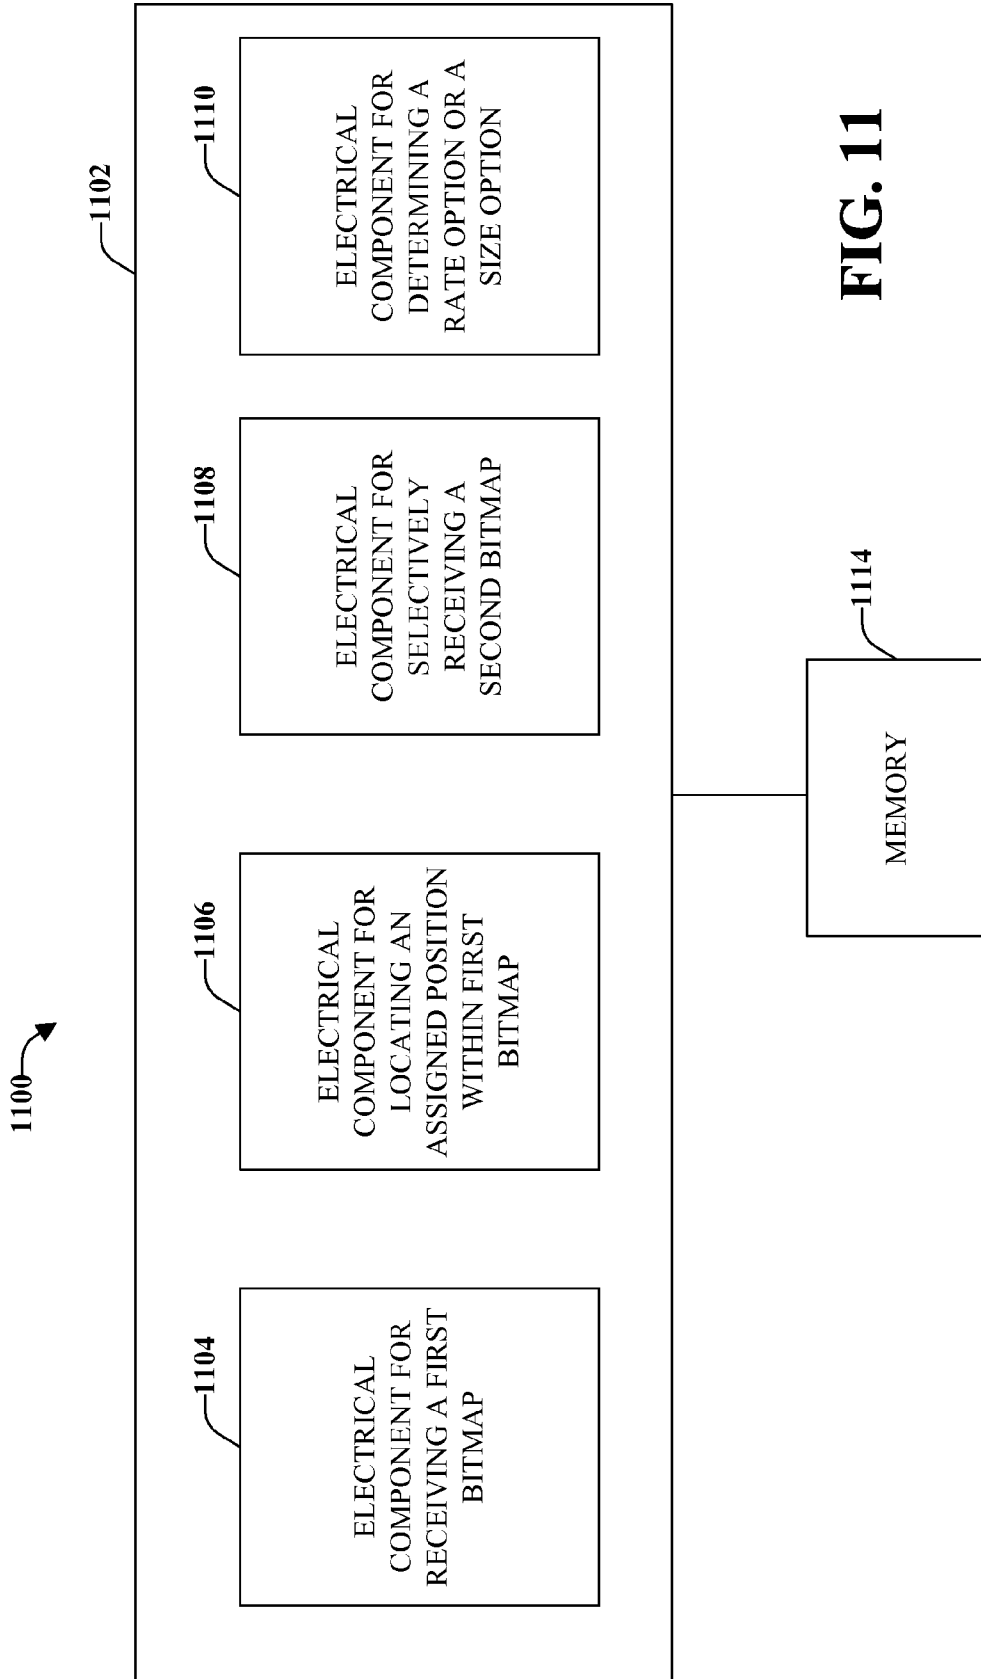 1100
1102
1104
ELECTRICAL
COMPONENT FOR
RECEIVING A FIRST
BITMAP
1106
ELECTRICAL
COMPONENT FOR
LOCATING AN
ASSIGNED POSITION
WITHIN FIRST
BITMAP
1108
ELECTRICAL
COMPONENT FOR
SELECTIVELY
RECEIVING A
SECOND BITMAP
1110
ELECTRICAL
COMPONENT FOR
DETERMINING A
RATE OPTION OR A
SIZE OPTION
1114
MEMORY
FIG. 11